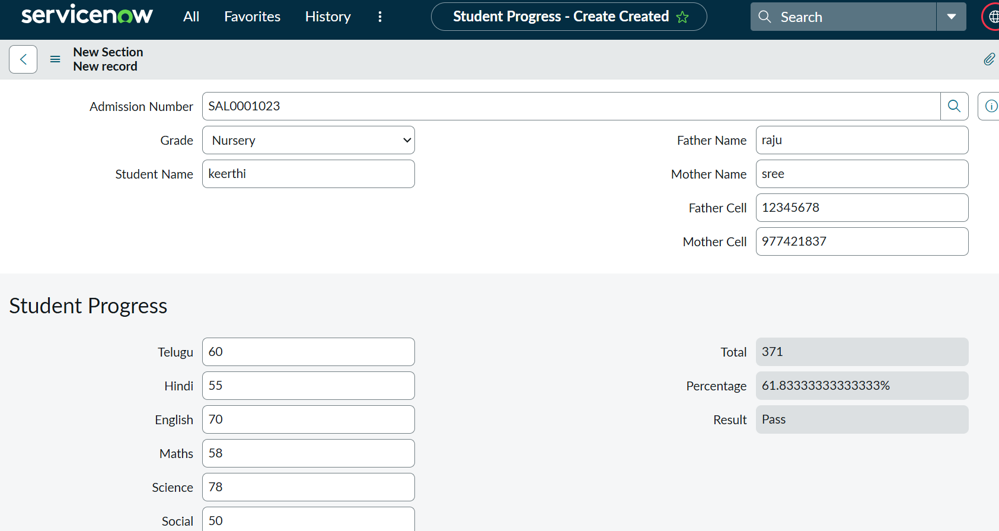 servicenow All Favorites History Student Progress - Create Created Search
New Section
New record
Admission Number SAL0001023
Grade Nursery Father Name raju
Student Name keerthi Mother Name sree
Father Cell 12345678
Mother Cell 977421837
Student Progress
Telugu 60 Total 371
Hindi 55 Percentage 61.83333333333333%
English 70 Result Pass
Maths 58
Science 78
Social 50